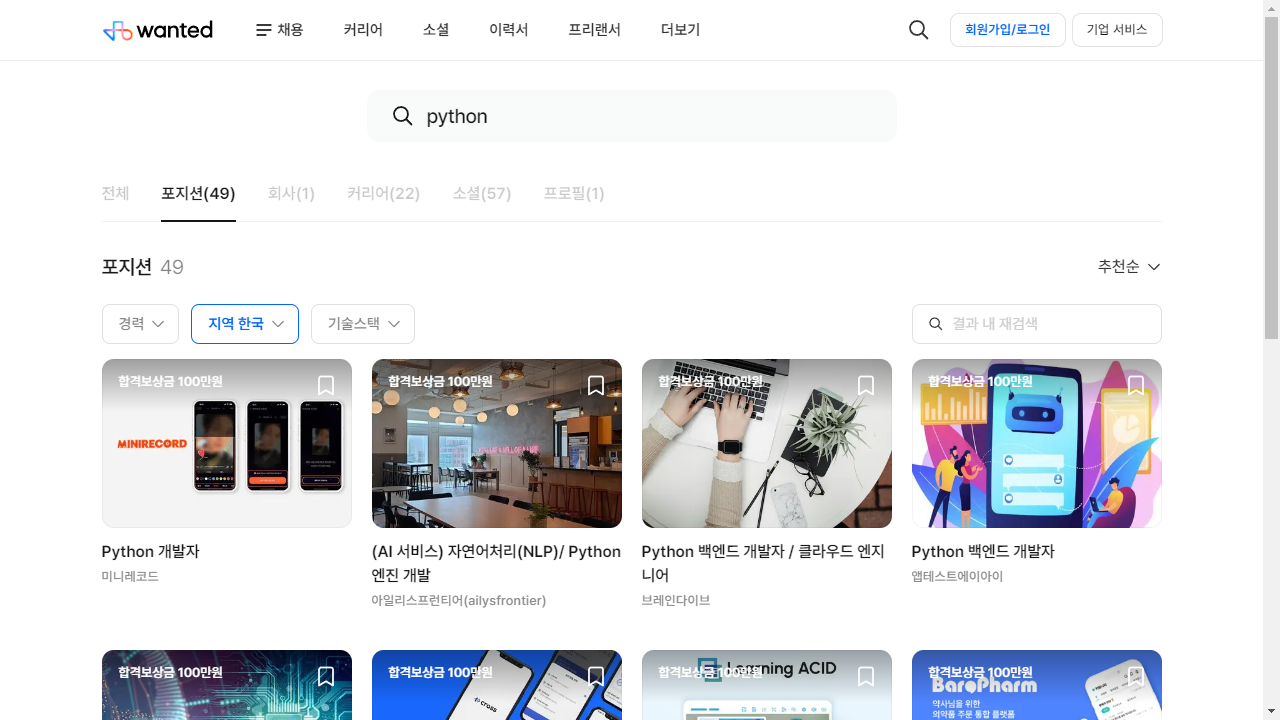 wanted
채용
커리어
소셜
이력서
프리랜서
더보기
회원가입/로그인
기업 서비스
python
전체
포지션(49)
회사(1)
커리어(22)
소셜(57)
프로필(1)
포지션 49
추천순
경력
지역 한국
기술스택
결과 내 재검색
합격보상금 100만원
MINIRECORD
합격보상금 100만원
합격보상금 100만원
합격보상금 100만원
Python 개발자
미니레코드
(AI 서비스) 자연어처리(NLP)/ Python
엔진 개발
아일리스프런티어(ailysfrontier)
Python 백엔드 개발자 / 클라우드 엔지
니어
브레인다이브
Python 백엔드 개발자
앱테스트에이아이
합격보상금 100만원
합격보상금 100만원
cross
합격보상금 100만원
Learning ACID
합격보상금 100만원
BaroPharm
약사님을 위한
의약품 주문 통합 플랫폼